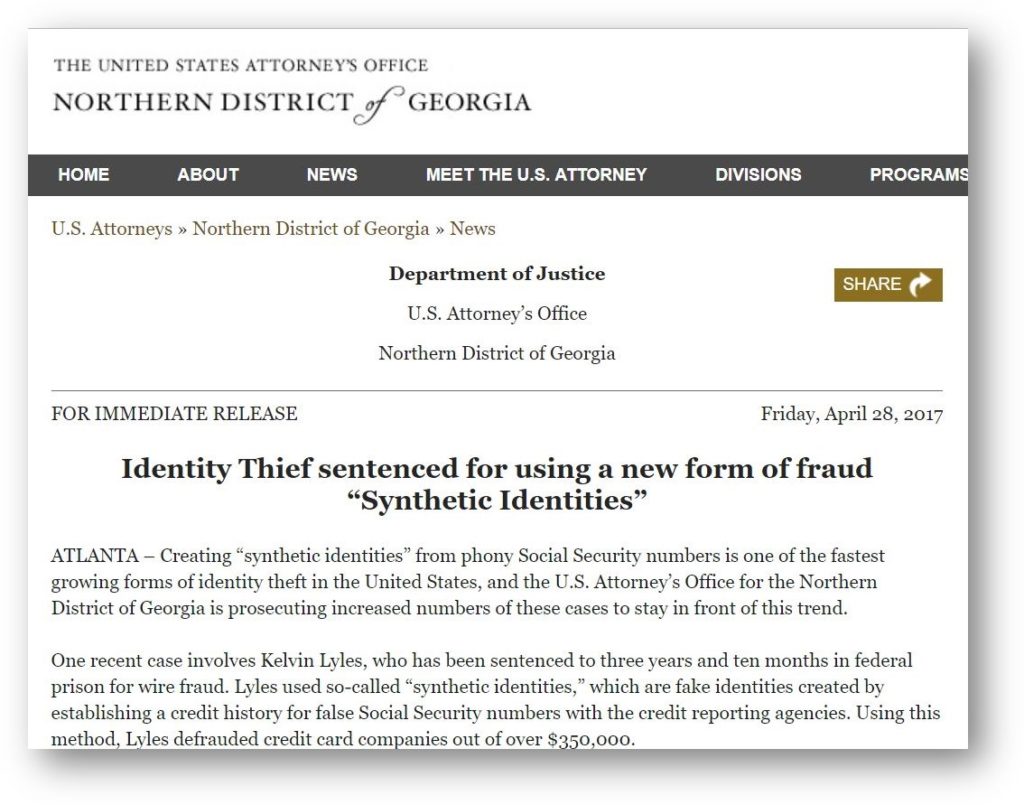 THE UNITED STATES ATTORNEY'S OFFICE
NORTHERN DISTRICT of GEORGIA
HOME ABOUT NEWS MEET THE U.S. ATTORNEY DIVISIONS PROGRAMS
U.S. Attorneys » Northern District of Georgia » News
Department of Justice
SHARE
U.S. Attorney’s Office
Northern District of Georgia
FOR IMMEDIATE RELEASE Friday, April 28, 2017
Identity Thief sentenced for using a new form of fraud
“Synthetic Identities”
ATLANTA – Creating “synthetic identities” from phony Social Security numbers is one of the fastest
growing forms of identity theft in the United States, and the U.S. Attorney’s Office for the Northern
District of Georgia is prosecuting increased numbers of these cases to stay in front of this trend.
One recent case involves Kelvin Lyles, who has been sentenced to three years and ten months in federal
prison for wire fraud. Lyles used so-called “synthetic identities,” which are fake identities created by
establishing a credit history for false Social Security numbers with the credit reporting agencies. Using this
method, Lyles defrauded credit card companies out of over $350,000.